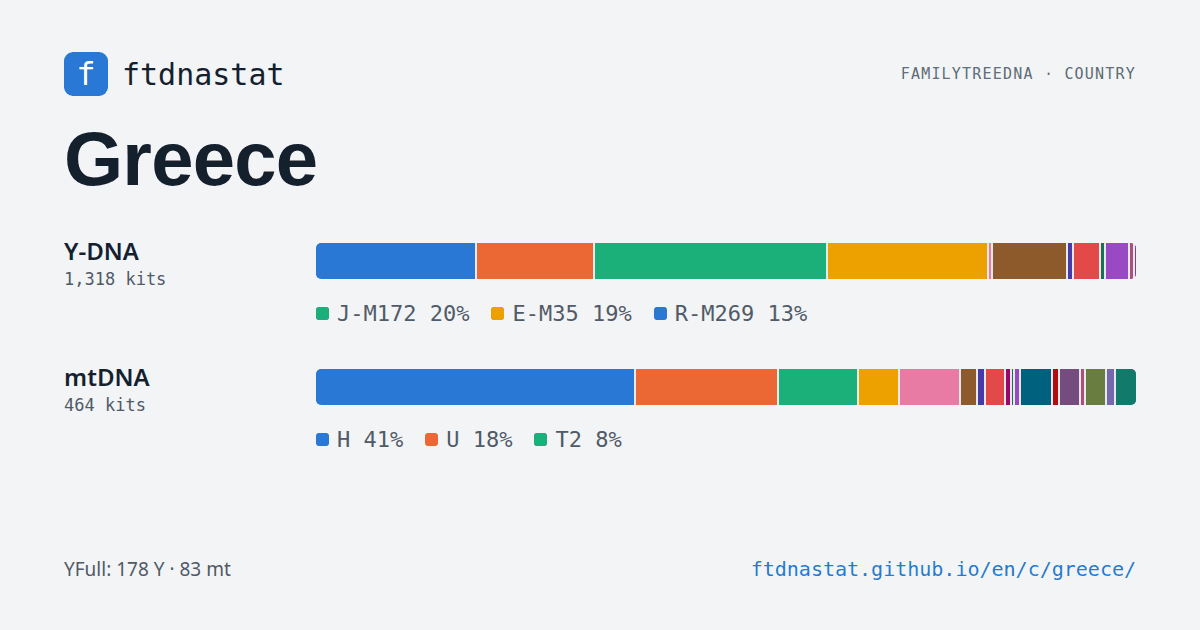 f ftdnastat
FAMILYTREEDNA · COUNTRY
Greece
Y-DNA
1,318 kits
J-M172 20% E-M35 19% R-M269 13%
mtDNA
464 kits
H 41% U 18% T2 8%
YFull: 178 Y · 83 mt
ftdnastat.github.io/en/c/greece/